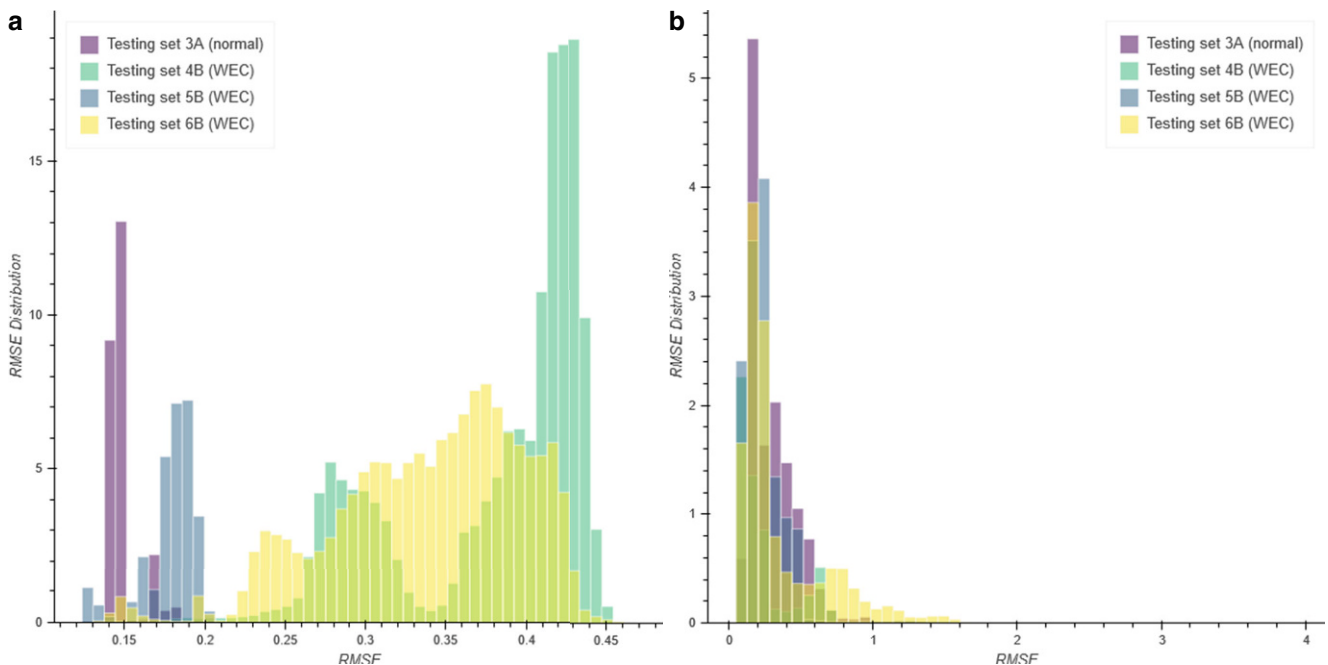 a
Testing set 3A (normal)
Testing set 4B (WEC)
Testing set 5B (WEC)
Testing set 6B (WEC)
RMSE Distribution
15
10
5
0
0.15
0.2
0.25
0.3
0.35
0.4
0.45
RMSE
b
Testing set 3A (normal)
Testing set 4B (WEC)
Testing set 5B (WEC)
Testing set 6B (WEC)
RMSE Distribution
5
4
3
2
1
0
0
1
2
3
4
RMSE